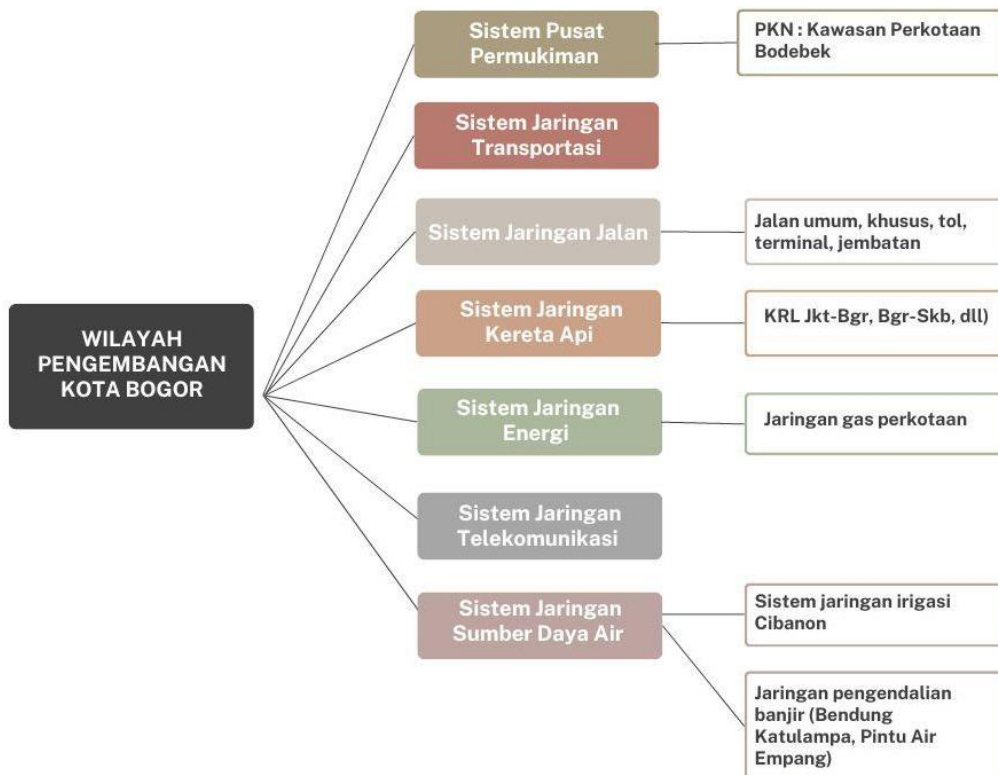 Sistem Pusat
Permukiman
PKN : Kawasan Perkotaan
Bodebek
Sistem Jaringan
Transportasi
Sistem Jaringan Jalan
Jalan umum, khusus, tol,
terminal, jembatan
WILAYAH
PENGEMBANGAN
KOTA BOGOR
Sistem Jaringan
Kereta Api
KRL Jkt-Bgr, Bgr-Skb, dll)
Sistem Jaringan
Energi
Jaringan gas perkotaan
Sistem Jaringan
Telekomunikasi
Sistem Jaringan
Sumber Daya Air
Sistem jaringan irigasi
Cibanon
Jaringan pengendalian
banjir (Bendung
Katulampa, Pintu Air
Empang)